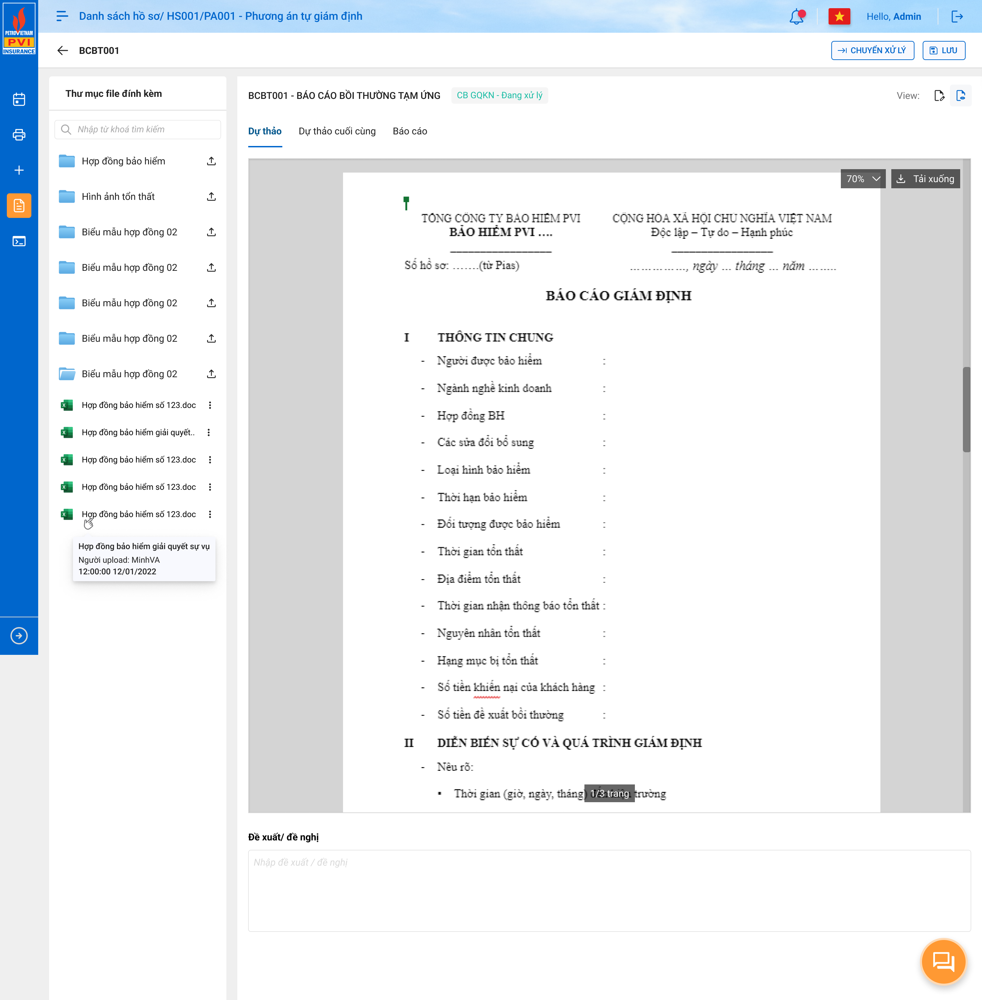 PETROVIETNAM
PVI
INSURANCE
Danh sách hồ sơ/ HS001/PA001 - Phương án tự giám định
Hello, Admin
BCBT001
CHUYỂN XỬ LÝ
LƯU
Thư mục file đính kèm
Nhập từ khoá tìm kiếm
Hợp đồng bảo hiểm
Hình ảnh tổn thất
Biểu mẫu hợp đồng 02
Biểu mẫu hợp đồng 02
Biểu mẫu hợp đồng 02
Biểu mẫu hợp đồng 02
Biểu mẫu hợp đồng 02
Hợp đồng bảo hiểm số 123.doc
Hợp đồng bảo hiểm giải quyết..
Hợp đồng bảo hiểm số 123.doc
Hợp đồng bảo hiểm số 123.doc
Hợp đồng bảo hiểm số 123.doc
Hợp đồng bảo hiểm giải quyết sự vụ
Người upload: MinhVA
12:00:00 12/01/2022
BCBT001 - BÁO CÁO BỒI THƯỜNG TẠM ỨNG
CB GQKN - Đang xử lý
View:
Dự thảo
Dự thảo cuối cùng
Báo cáo
70%
Tải xuống
TỔNG CÔNG TY BẢO HIỂM PVI
BẢO HIỂM PVI ....
CỘNG HÒA XÃ HỘI CHỦ NGHĨA VIỆT NAM
Độc lập – Tự do – Hạnh phúc
Số hồ sơ: …….(từ Pias)
……………, ngày … tháng … năm ……..
BÁO CÁO GIÁM ĐỊNH
I THÔNG TIN CHUNG
- Người được bảo hiểm :
- Ngành nghề kinh doanh :
- Hợp đồng BH :
- Các sửa đổi bổ sung :
- Loại hình bảo hiểm :
- Thời hạn bảo hiểm :
- Đối tượng được bảo hiểm :
- Thời gian tổn thất :
- Địa điểm tổn thất :
- Thời gian nhận thông báo tổn thất :
- Nguyên nhân tổn thất :
- Hạng mục bị tổn thất :
- Số tiền khiến nại của khách hàng :
- Số tiền đề xuất bồi thường :
II DIỄN BIẾN SỰ CỐ VÀ QUÁ TRÌNH GIÁM ĐỊNH
- Nêu rõ:
▪ Thời gian (giờ, ngày, tháng) trường
1/3 trang
Đề xuất/ đề nghị
Nhập đề xuất / đề nghị